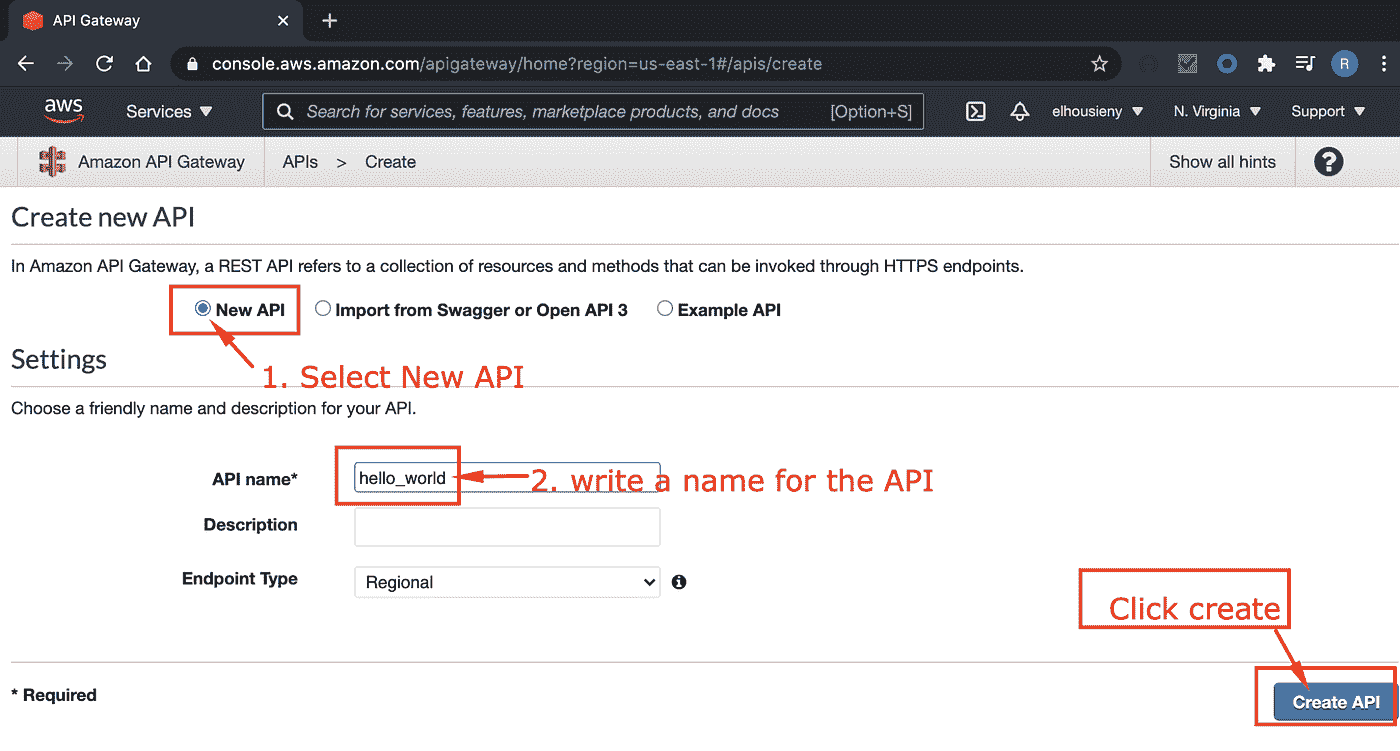 API Gateway
console.aws.amazon.com/apigateway/home?region=us-east-1#/apis/create
R
aws Services Search for services, features, marketplace products, and docs [Option+S] elhousieny N. Virginia Support
Amazon API Gateway APIs > Create Show all hints ?
Create new API
In Amazon API Gateway, a REST API refers to a collection of resources and methods that can be invoked through HTTPS endpoints.
New API Import from Swagger or Open API 3 Example API
1. Select New API
Settings
Choose a friendly name and description for your API.
API name* hello_world 2. write a name for the API
Description
Endpoint Type Regional
Click create
* Required Create API